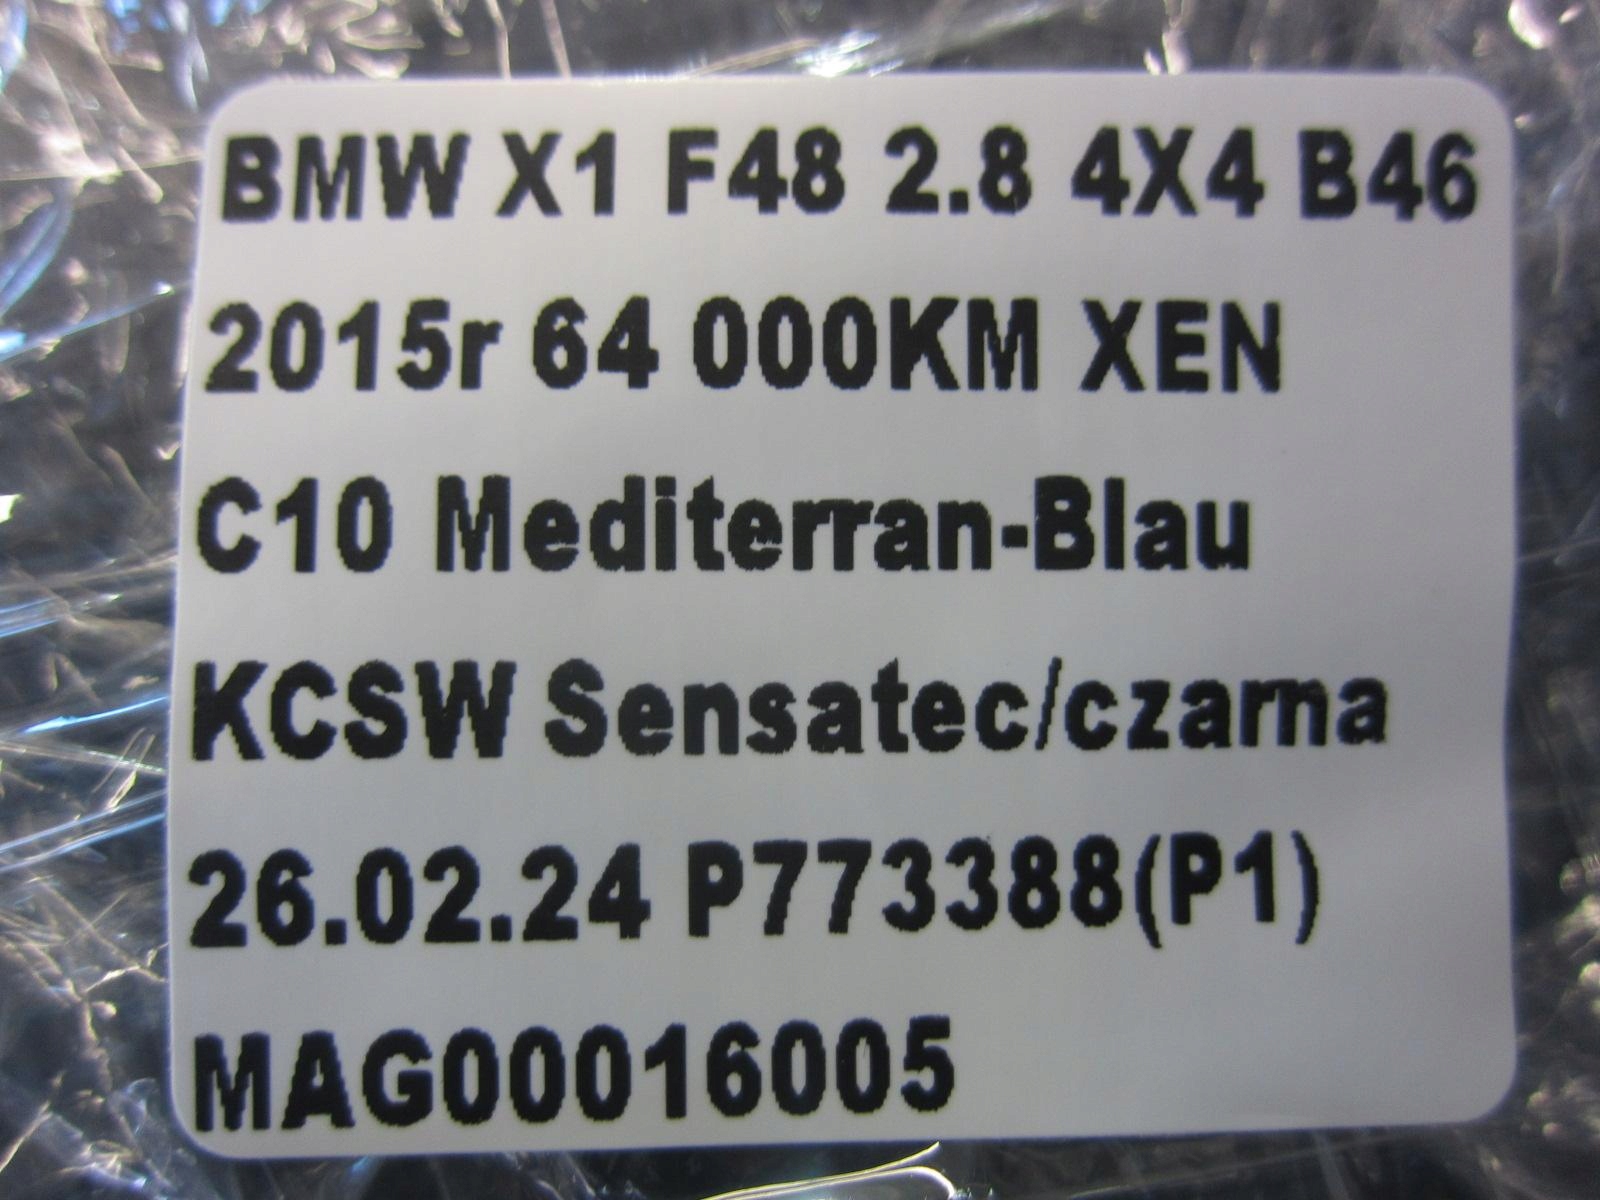 BMW X1 F48 2.8 4X4 B46
2015r 64 000KM XEN
C10 Mediterran-Blau
KCSW Sensatec/czarna
26.02.24 P773388(P1)
MAG00016005